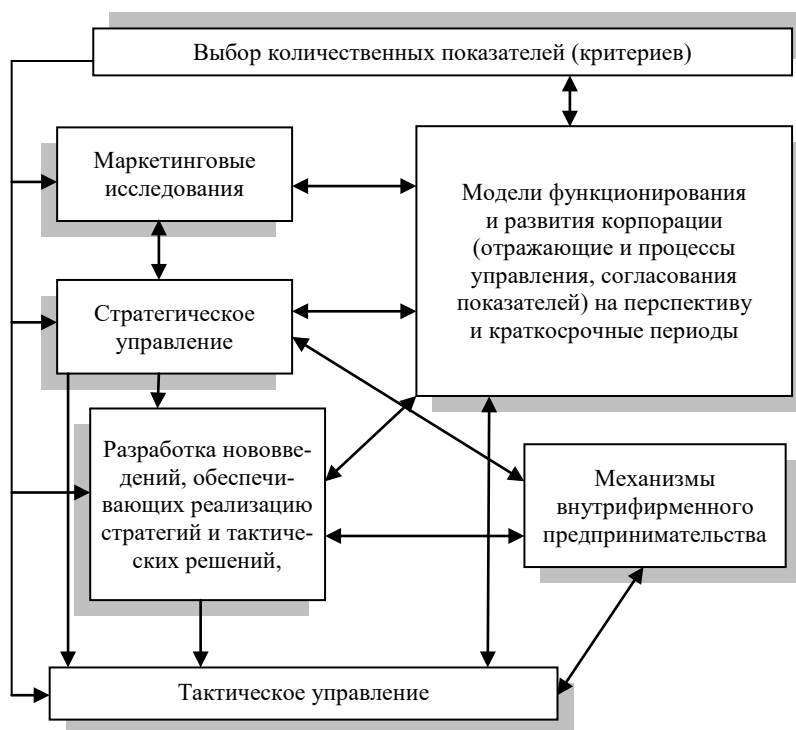 Выбор количественных показателей (критериев)
Маркетинговые
исследования
Модели функционирования
и развития корпорации
(отражающие и процессы
управления, согласования
показателей) на перспективу
и краткосрочные периоды
Стратегическое
управление
Разработка нововве-
дений, обеспечи-
вающих реализацию
стратегий и тактиче-
ских решений,
Механизмы
внутрифирменного
предпринимательства
Тактическое управление